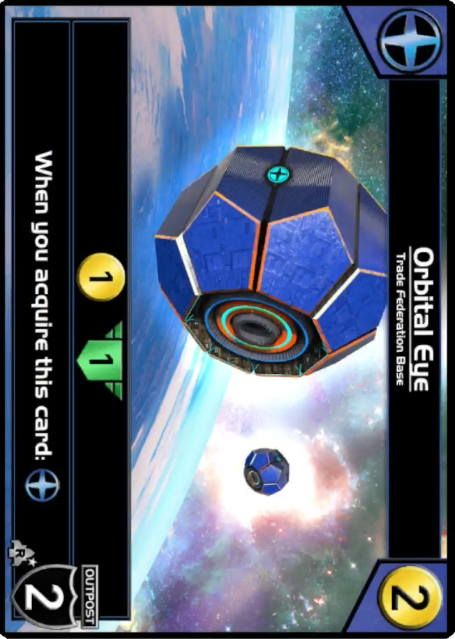 Orbital Eye
Trade Federation Base
2
1
1
When you acquire this card:
OUTPOST
2
R